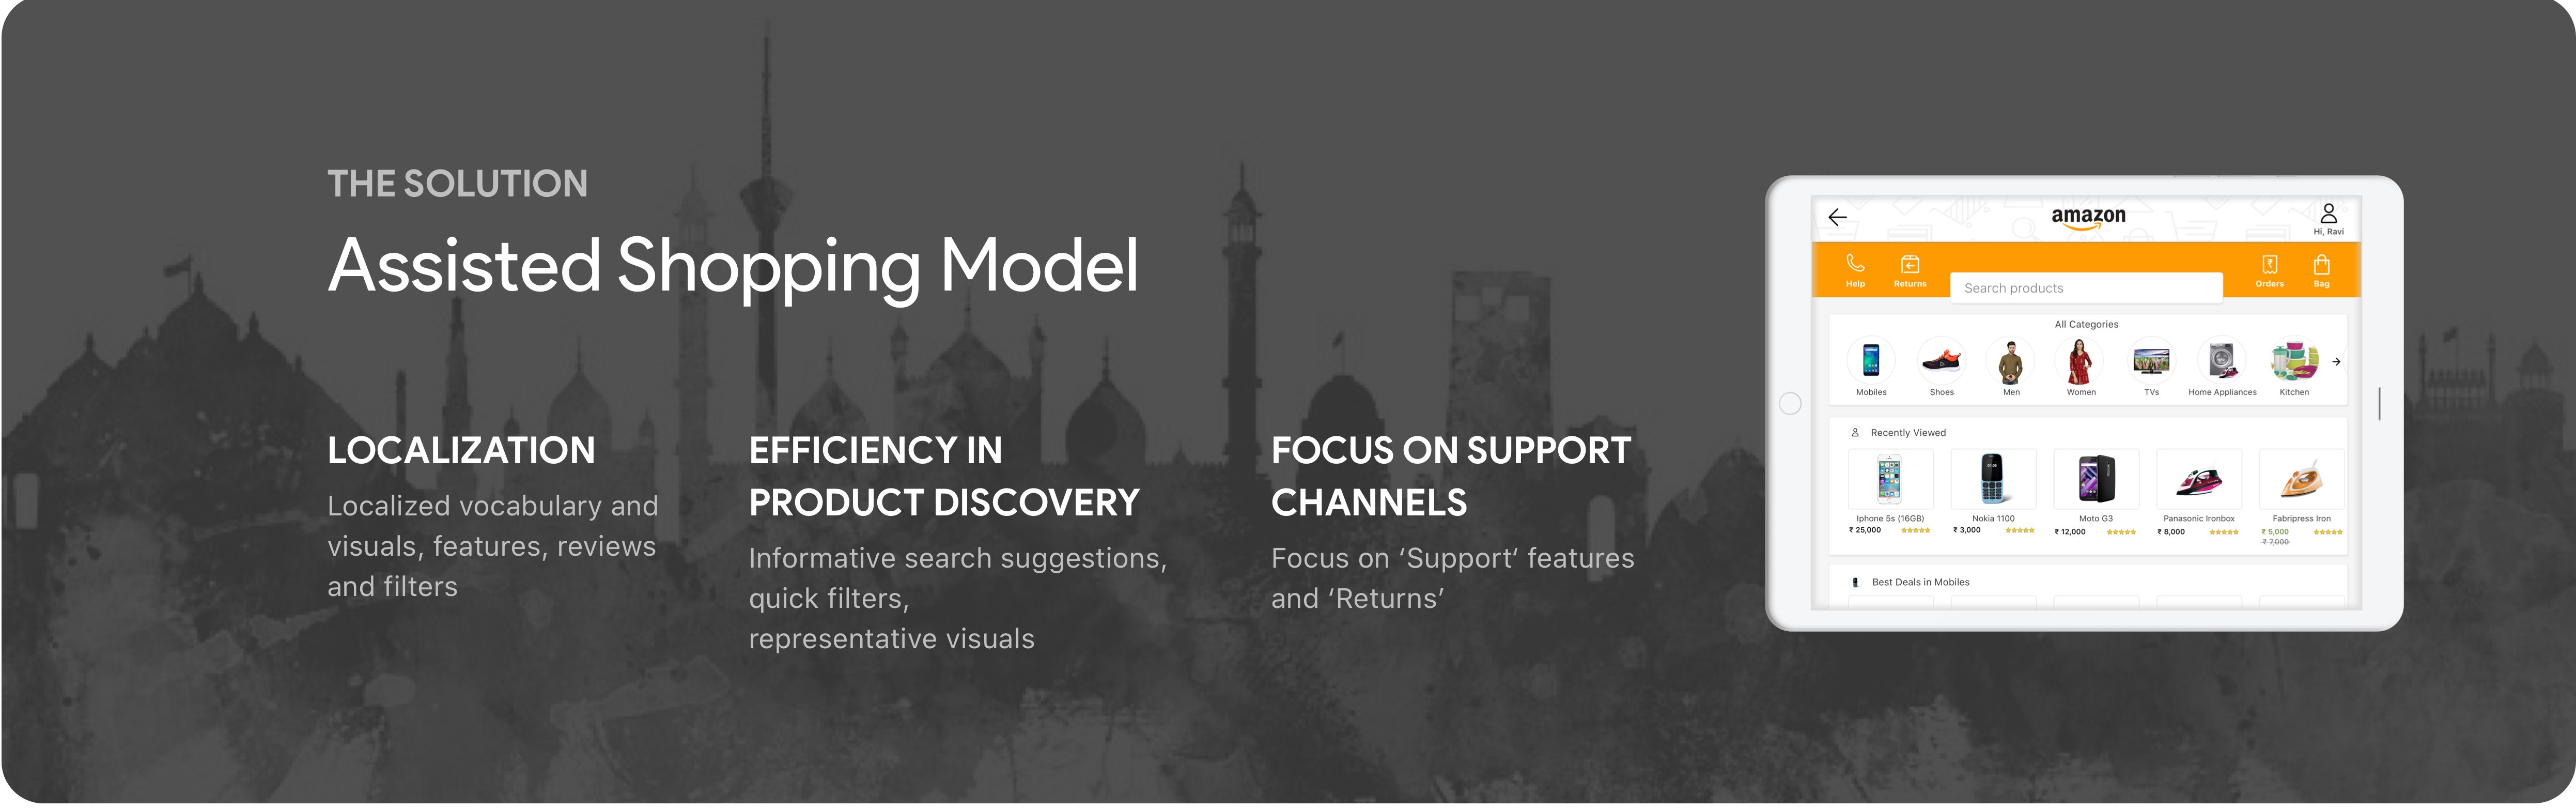 THE SOLUTION
Assisted Shopping Model
LOCALIZATION
Localized vocabulary and
visuals, features, reviews
and filters
EFFICIENCY IN
PRODUCT DISCOVERY
Informative search suggestions,
quick filters,
representative visuals
FOCUS ON SUPPORT
CHANNELS
Focus on ‘Support‘ features
and ‘Returns’
amazon
Hi, Ravi
Help
Returns
Search products
Orders
Bag
All Categories
Mobiles
Shoes
Men
Women
TVs
Home Appliances
Kitchen
Recently Viewed
Iphone 5s (16GB)
₹ 25,000
Nokia 1100
₹ 3,000
Moto G3
₹ 12,000
Panasonic Ironbox
₹ 8,000
Fabripress Iron
₹ 5,000
₹ 7,000
Best Deals in Mobiles